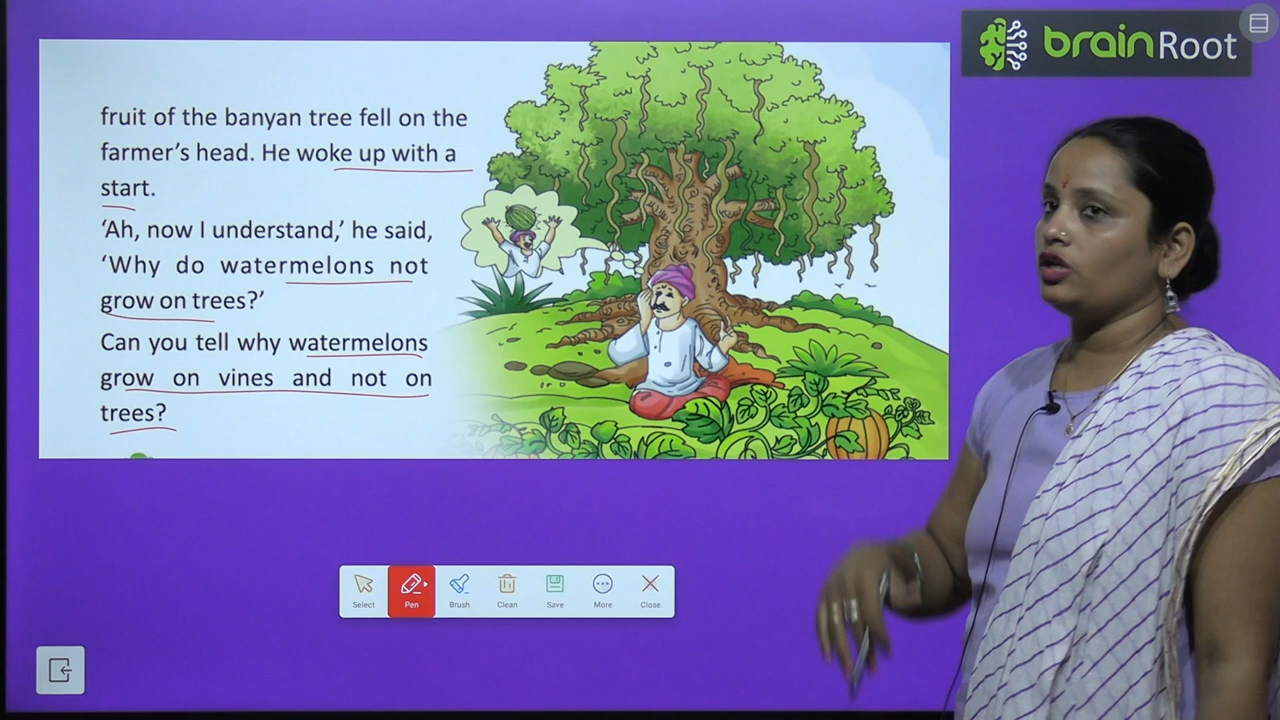 fruit of the banyan tree fell on the
farmer's head. He woke up with a
start.
‘Ah, now I understand,’ he said,
‘Why do watermelons not
grow on trees?’
Can you tell why watermelons
grow on vines and not on
trees?
brainRoot
Select
Pen
Brush
Clean
Save
More
Close